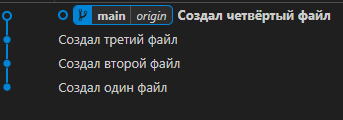 main origin Создал четвёртый файл
Создал третий файл
Создал второй файл
Создал один файл